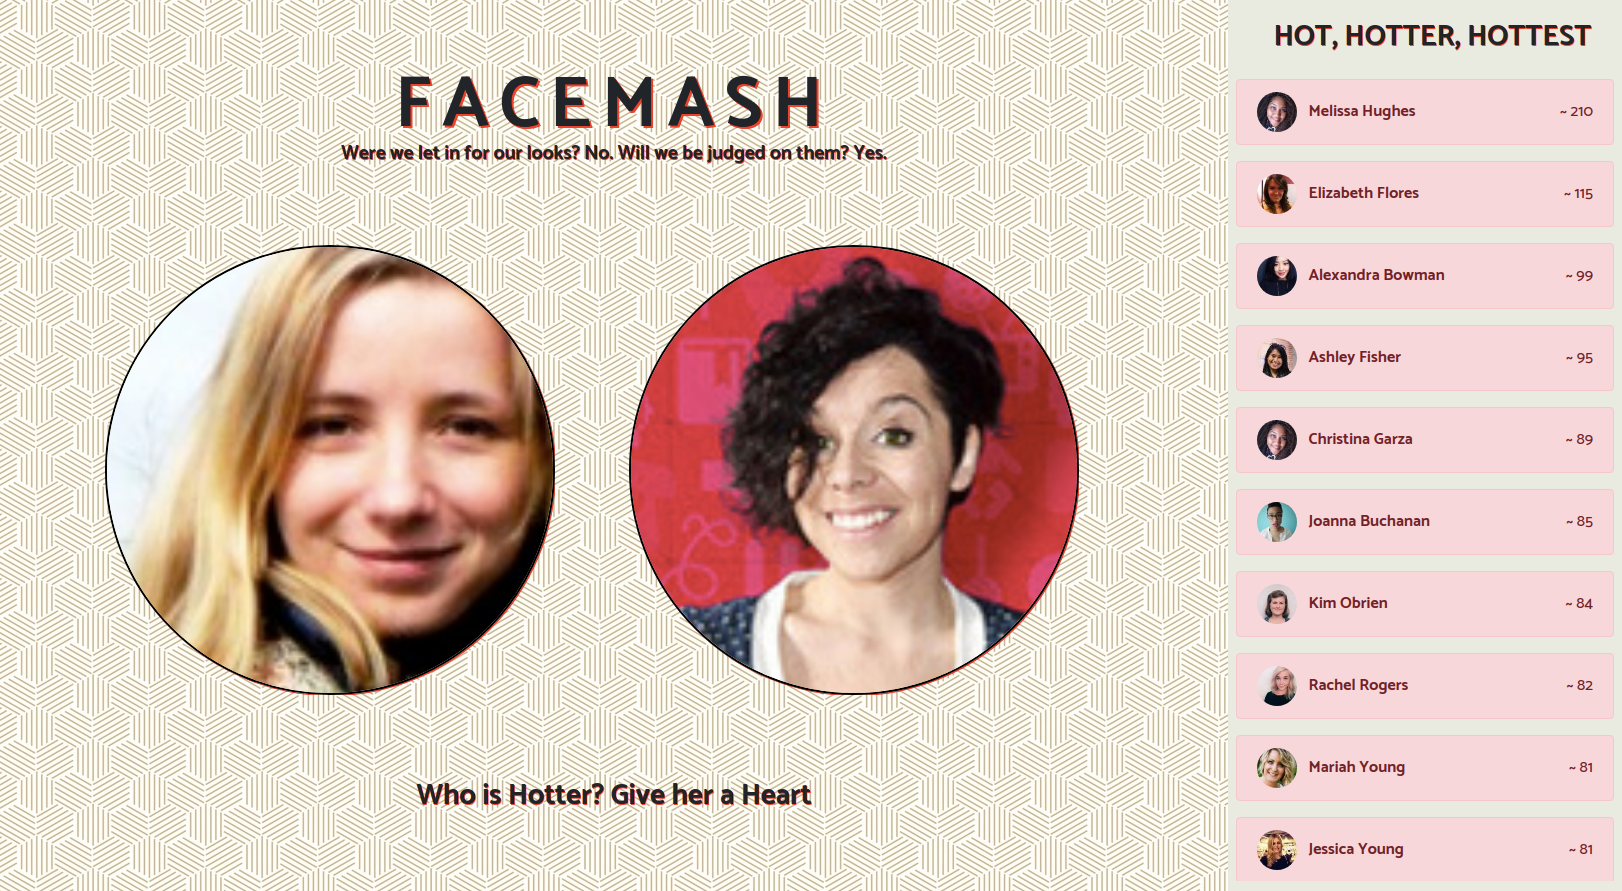 FACEMASH
Were we let in for our looks? No. Will we be judged on them? Yes.
Who is Hotter? Give her a Heart
HOT, HOTTER, HOTTEST
Melissa Hughes ~ 210
Elizabeth Flores ~ 115
Alexandra Bowman ~ 99
Ashley Fisher ~ 95
Christina Garza ~ 89
Joanna Buchanan ~ 85
Kim Obrien ~ 84
Rachel Rogers ~ 82
Mariah Young ~ 81
Jessica Young ~ 81